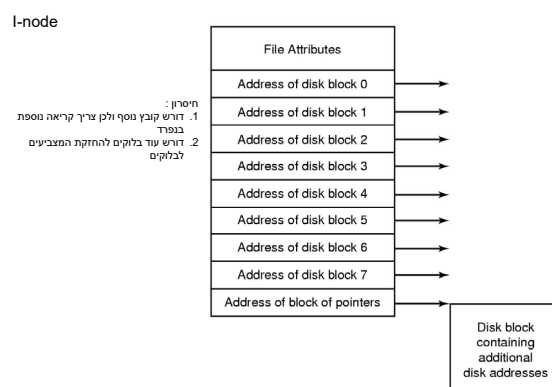 I-node
חיסרון :
1. דורש קובץ נוסף ולכן צריך קריאה נוספת
בנפרד
2. דורש עוד בלוקים להחזקת המצביעים
לבלוקים
File Attributes
Address of disk block 0
Address of disk block 1
Address of disk block 2
Address of disk block 3
Address of disk block 4
Address of disk block 5
Address of disk block 6
Address of disk block 7
Address of block of pointers
Disk block
containing
additional
disk addresses